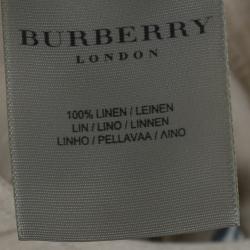 BURBERRY
LONDON
100% LINEN / LEINEN
LIN / LINO / LINNEN
LINHO / PELLAVAA / ΛΙΝΟ